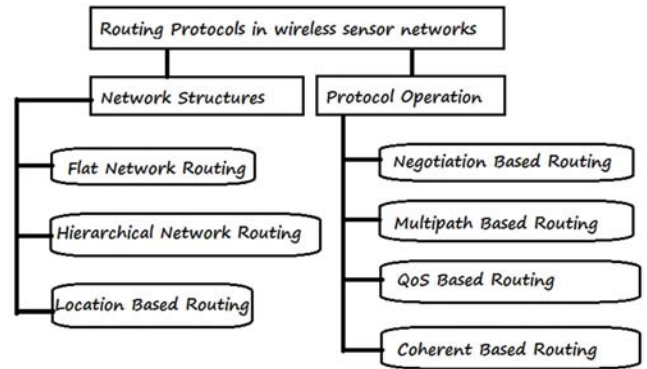 Routing Protocols in wireless sensor networks
Network Structures
Protocol Operation
Flat Network Routing
Hierarchical Network Routing
Location Based Routing
Negotiation Based Routing
Multipath Based Routing
QoS Based Routing
Coherent Based Routing